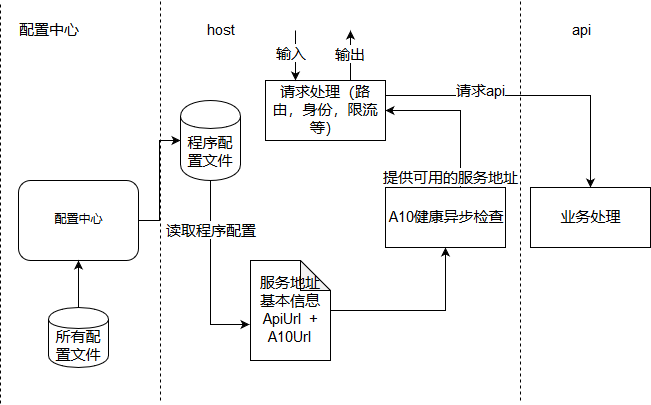 配置中心
host
api
输入
输出
请求处理（路
由，身份，限流
等）
请求api
程序配
置文件
提供可用的服务地址
配置中心
A10健康异步检查
业务处理
读取程序配置
服务地址
基本信息
ApiUrl +
A10Url
所有配
置文件